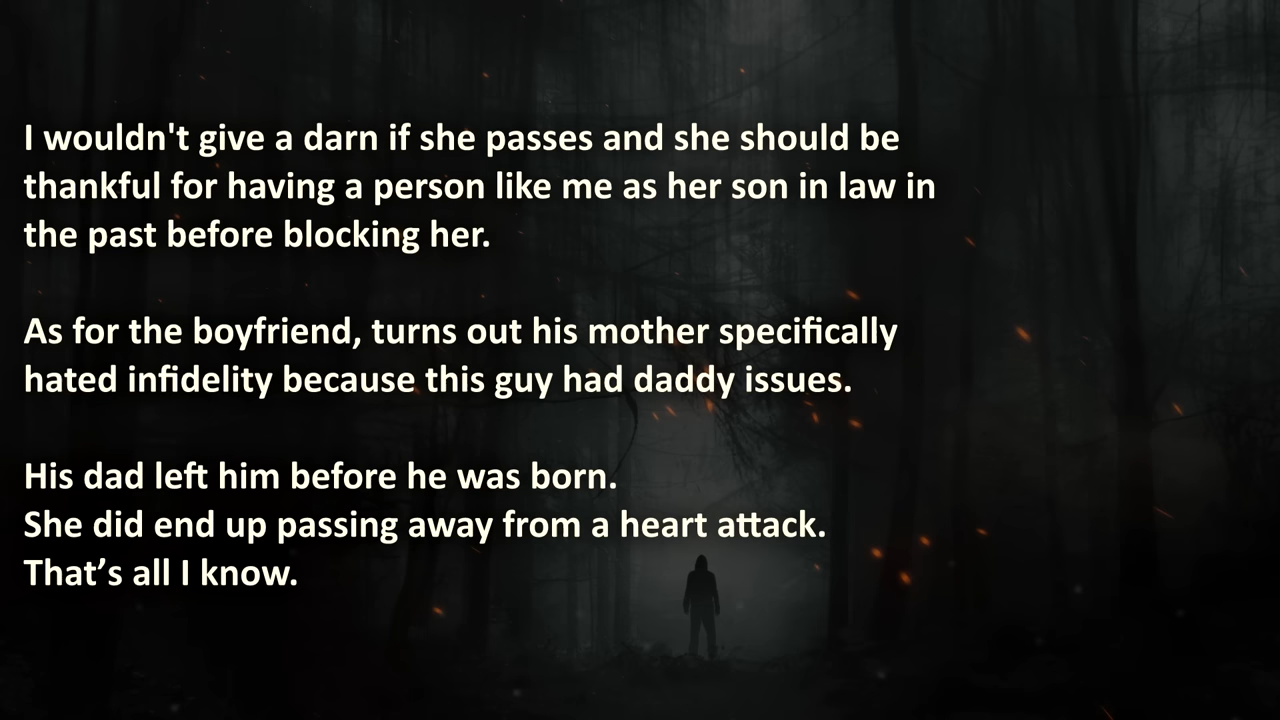 I wouldn't give a darn if she passes and she should be
thankful for having a person like me as her son in law in
the past before blocking her.
As for the boyfriend, turns out his mother specifically
hated infidelity because this guy had daddy issues.
His dad left him before he was born.
She did end up passing away from a heart attack.
That’s all I know.